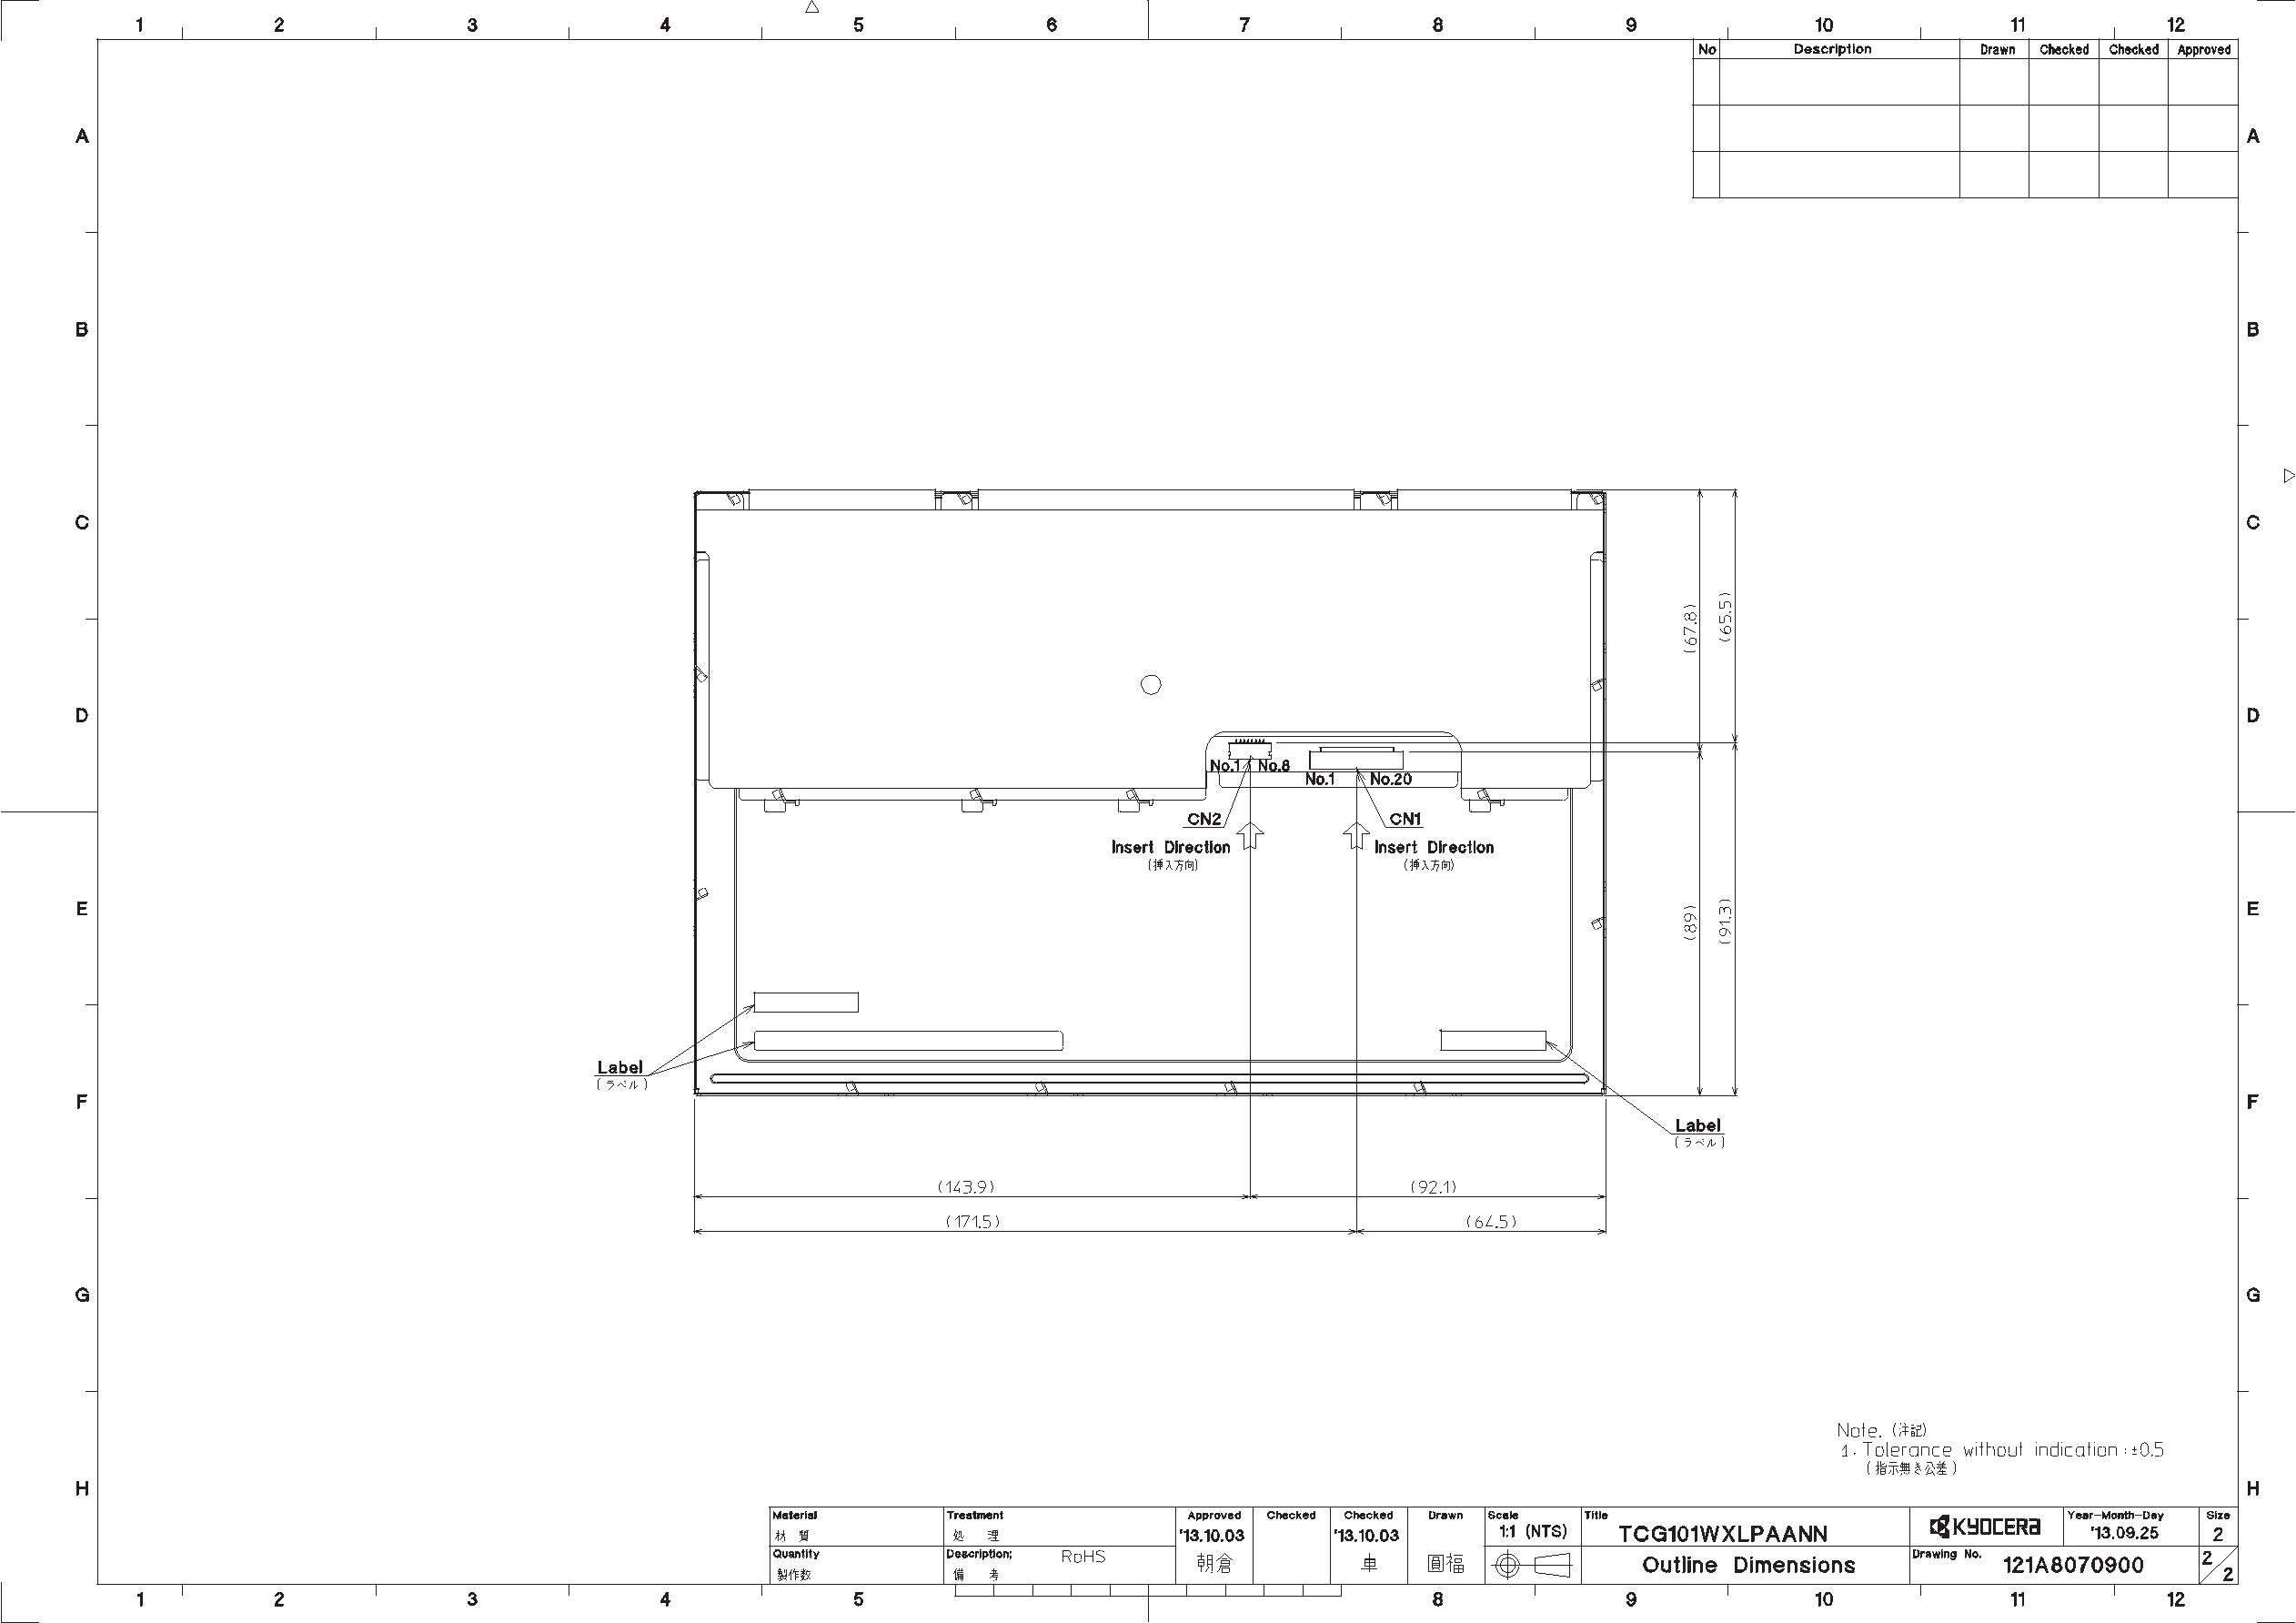 1 2 3 4 5 6 7 8 9 10 11 12
No Description Drawn Checked Checked Approved
A A
B B
C C
(67.8) (65.5)
D D
No.1 No.8
No.1 No.20
CN2 CN1
Insert Direction Insert Direction
(挿入方向) (挿入方向)
E E
(89) (91.3)
Label
(ラベル)
F F
Label
(ラベル)
(143.9) (92.1)
(171.5) (64.5)
G G
Note. (注記)
1. Tolerance without indication : ±0.5
(指示無き公差)
H H
Material Treatment Approved Checked Checked Drawn Scale Title Year-Month-Day Size
材 質 処 理 '13.10.03 '13.10.03 1:1 (NTS) TCG101WXLPAANN KYOCERA '13.09.25 2
Quantity Description; RoHS 朝倉 車 圓福 Outline Dimensions Drawing No. 121A8070900 2/2
製作数 備 考
1 2 3 4 5 8 9 10 11 12